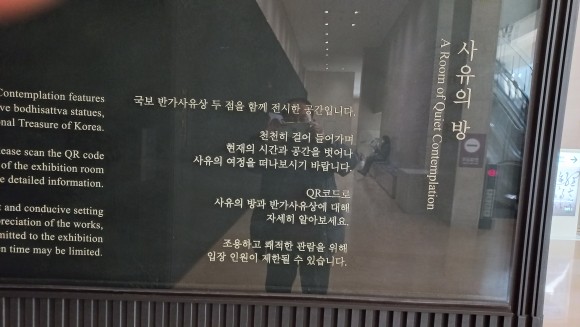 사유의 방
A Room of Quiet Contemplation
국보 반가사유상 두 점을 함께 전시한 공간입니다.
천천히 걸어 들어가며
현재의 시간과 공간을 벗어나
사유의 여정을 떠나보시기 바랍니다.
QR코드로
사유의 방과 반가사유상에 대해
자세히 알아보세요.
조용하고 쾌적한 관람을 위해
입장 인원이 제한될 수 있습니다.
Contemplation features
bodhisattva statues,
Treasure of Korea.
scan the QR code
of the exhibition room
detailed information.
and conducive setting
of the works,
to the exhibition
time may be limited.